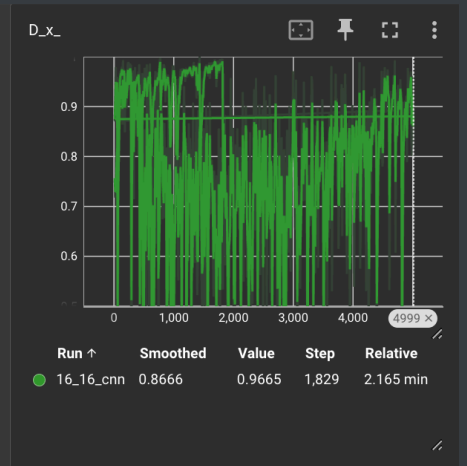 D_x_
0.9
0.8
0.7
0.6
0 1,000 2,000 3,000 4,000 4999 ×
Run ↑ Smoothed Value Step Relative
16_16_cnn 0.8666 0.9665 1,829 2.165 min